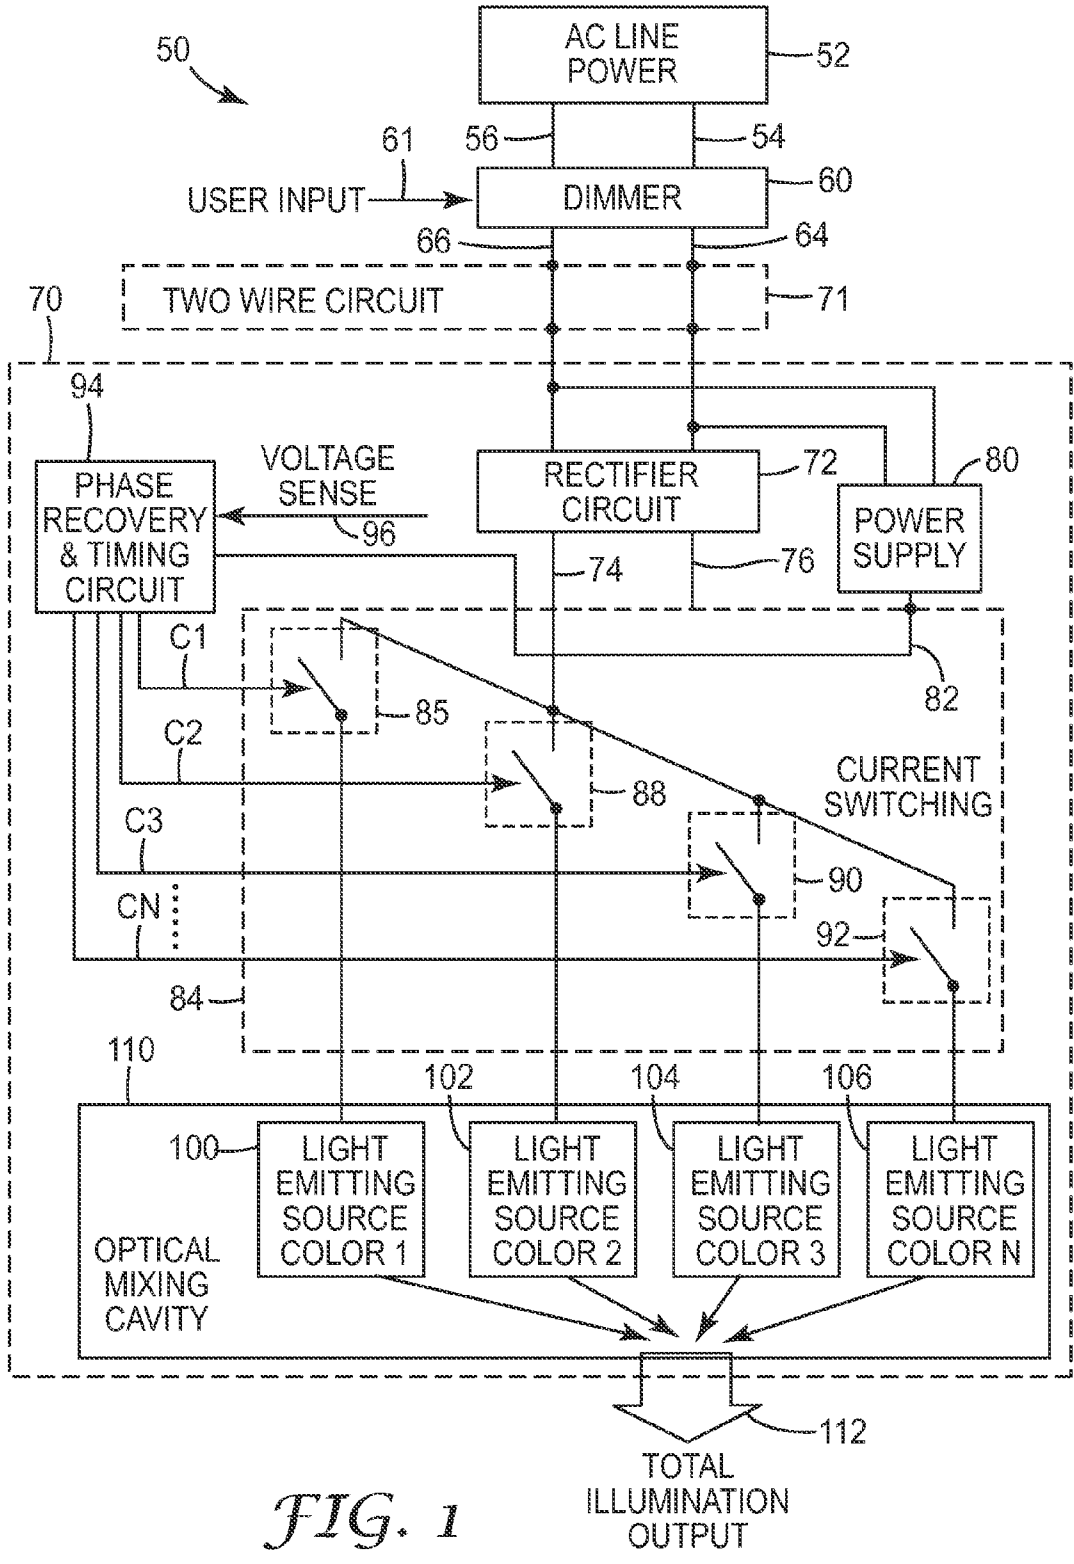 AC LINE
POWER
52
50
56
54
61
60
USER INPUT
DIMMER
66
64
TWO WIRE CIRCUIT
71
70
94
VOLTAGE
SENSE
96
PHASE
RECOVERY
& TIMING
CIRCUIT
RECTIFIER
CIRCUIT
72
80
POWER
SUPPLY
74
76
C1
85
82
C2
88
CURRENT
SWITCHING
C3
90
CN
92
84
110
102
104
106
100
LIGHT
EMITTING
SOURCE
COLOR 1
LIGHT
EMITTING
SOURCE
COLOR 2
LIGHT
EMITTING
SOURCE
COLOR 3
LIGHT
EMITTING
SOURCE
COLOR N
OPTICAL
MIXING
CAVITY
112
TOTAL
ILLUMINATION
OUTPUT
FIG. 1